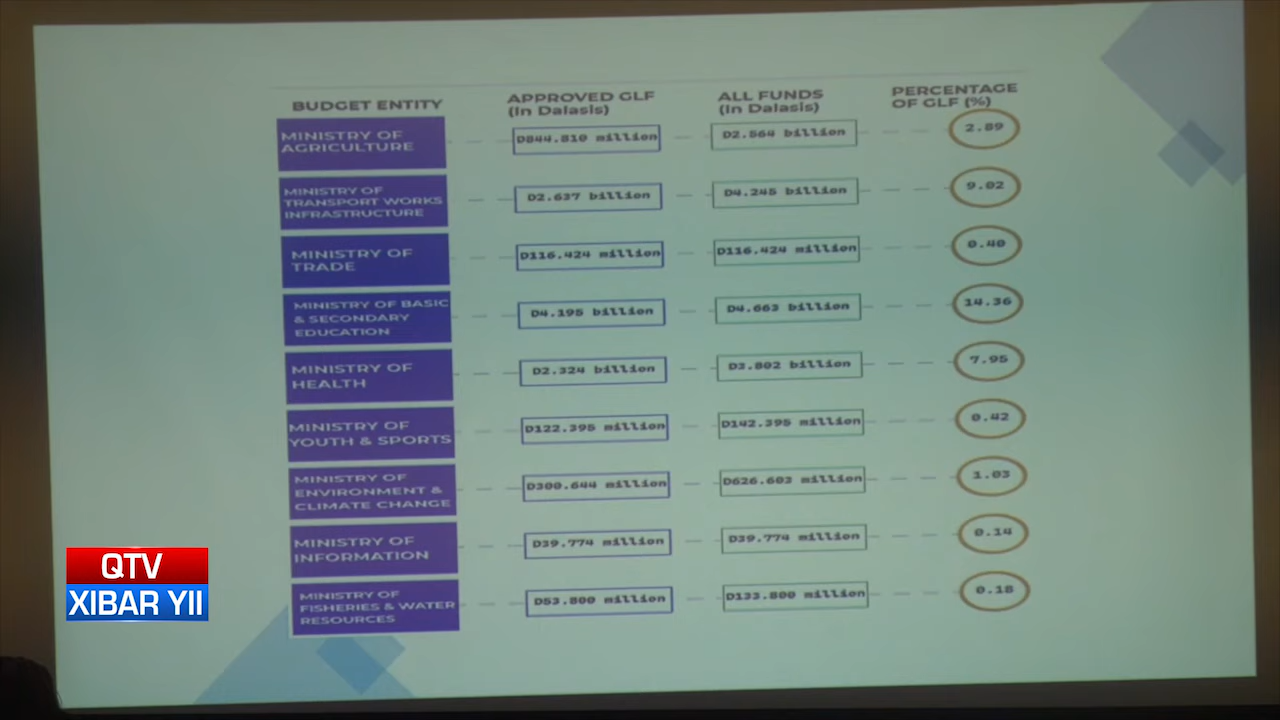 BUDGET ENTITY
APPROVED GLF
(In Dalasis)
ALL FUNDS
(In Dalasis)
PERCENTAGE
OF GLF (%)
MINISTRY OF
AGRICULTURE
D844.810 million
D2.564 billion
2.89
MINISTRY OF
TRANSPORT WORKS
INFRASTRUCTURE
D2.637 billion
D4.245 billion
9.02
MINISTRY OF
TRADE
D116.424 million
D116.424 million
0.40
MINISTRY OF BASIC
& SECONDARY
EDUCATION
D4.195 billion
D4.663 billion
14.36
MINISTRY OF
HEALTH
D2.324 billion
D3.802 billion
7.95
MINISTRY OF
YOUTH & SPORTS
D122.395 million
D142.395 million
0.42
MINISTRY OF
ENVIRONMENT &
CLIMATE CHANGE
D300.644 million
D626.603 million
1.03
MINISTRY OF
INFORMATION
D39.774 million
D39.774 million
0.14
MINISTRY OF
FISHERIES & WATER
RESOURCES
D53.800 million
D133.800 million
0.18
QTV
XIBAR YII